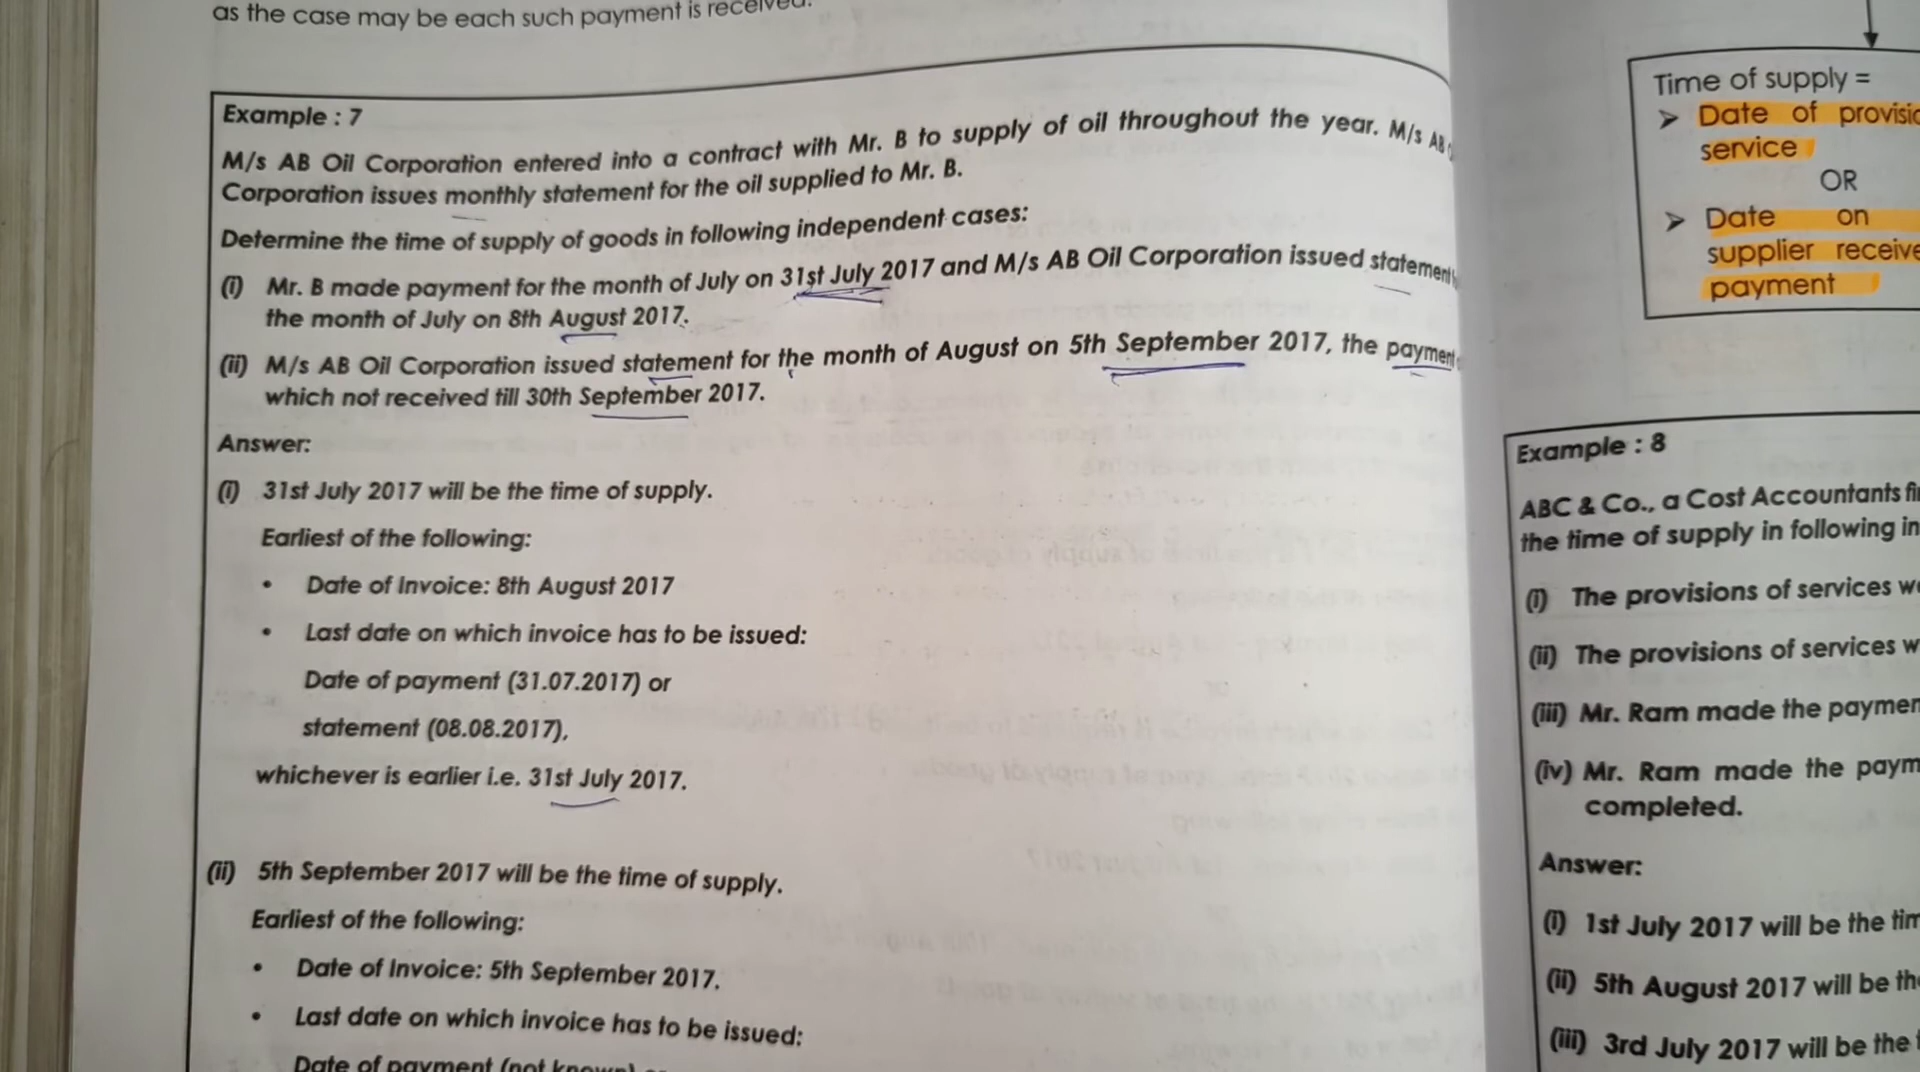 as the case may be each such payment is received.
Example : 7
M/s AB Oil Corporation entered into a contract with Mr. B to supply of oil throughout the year. M/s AB
Corporation issues monthly statement for the oil supplied to Mr. B.
Determine the time of supply of goods in following independent cases:
(i) Mr. B made payment for the month of July on 31st July 2017 and M/s AB Oil Corporation issued statement
the month of July on 8th August 2017.
(ii) M/s AB Oil Corporation issued statement for the month of August on 5th September 2017, the payment
which not received till 30th September 2017.
Answer:
(i) 31st July 2017 will be the time of supply.
Earliest of the following:
• Date of Invoice: 8th August 2017
• Last date on which invoice has to be issued:
Date of payment (31.07.2017) or
statement (08.08.2017),
whichever is earlier i.e. 31st July 2017.
(ii) 5th September 2017 will be the time of supply.
Earliest of the following:
• Date of Invoice: 5th September 2017.
• Last date on which invoice has to be issued:
Date of payment (not known)
Time of supply =
➢ Date of
service
OR
➢ Date on
supplier
payment
Example : 8
ABC & Co., a Cost Accountants
the time of supply in following
(i) The provisions of services
(ii) The provisions of services
(iii) Mr. Ram made the
(iv) Mr. Ram made the
completed.
Answer:
(i) 1st July 2017 will be the
(ii) 5th August 2017 will be
(iii) 3rd July 2017 will be the